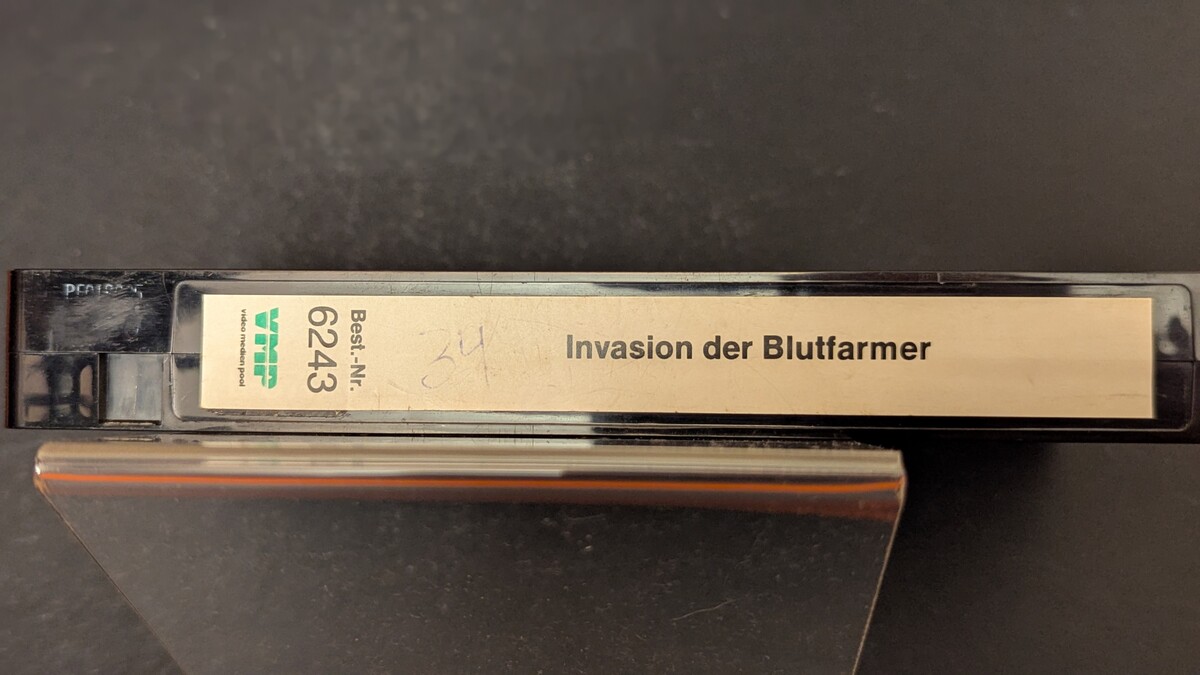 VMP
video medien pool
Best.-Nr.
6243
34
Invasion der Blutfarmer